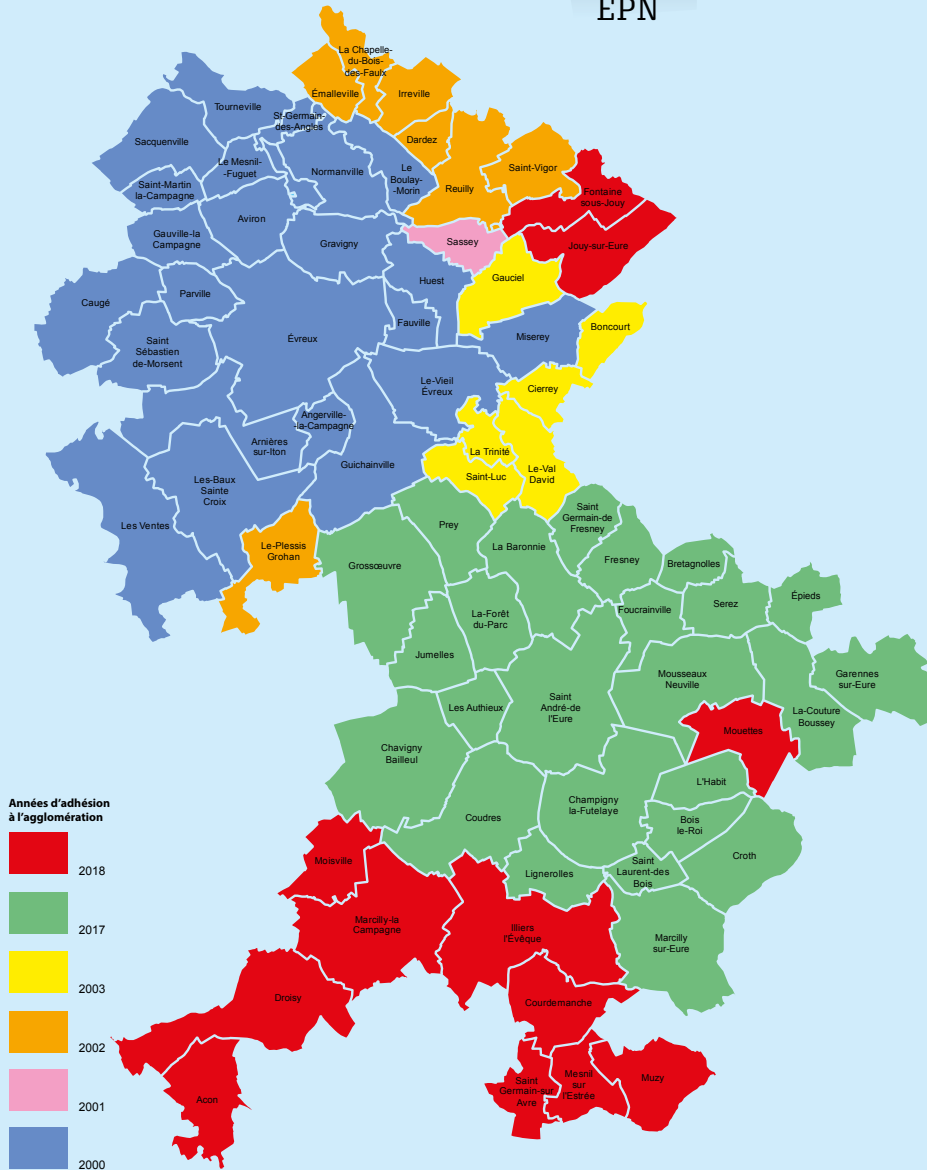 EPN
La Chapelle-
du-Bois-
des-Faulx
Émalleville
Irreville
Tourneville
St-Germain-
des-Angles
Dardez
Sacquenville
Le Mesnil-
-Fuguet
Normanville
Le
Boulay-
-Morin
Reuilly
Saint-Vigor
Saint-Martin
la-Campagne
Fontaine
sous-Jouy
Aviron
Gauville-la
Campagne
Gravigny
Sassey
Jouy-sur-Eure
Huest
Gauciel
Caugé
Parville
Fauville
Boncourt
Saint
Sébastien
de-Morsent
Évreux
Miserey
Le-Vieil
Évreux
Cierrey
Angerville-
-la-Campagne
Arnières
sur-Iton
La Trinité
Guichainville
Saint-Luc
Le-Val
David
Les-Baux
Sainte
Croix
Les Ventes
Le-Plessis
Grohan
Prey
Saint
Germain-de
Fresney
La Baronnie
Grossœuvre
Fresney
Bretagnolles
Foucrainville
Serez
Épieds
La-Forêt
du-Parc
Jumelles
Mousseaux
Neuville
Garennes
sur-Eure
Les Authieux
Saint
André-de
l'Eure
La-Couture
Boussey
Mouettes
Chavigny
Bailleul
L'Habit
Champigny
la-Futelaye
Coudres
Bois
le-Roi
Croth
Années d'adhésion
à l'agglomération
2018
2017
2003
2002
2001
2000
Moisville
Lignerolles
Saint
Laurent-des
Bois
Marcilly-la
Campagne
Illiers
l'Évêque
Marcilly
sur-Eure
Droisy
Courdemanche
Acon
Saint
Germain-sur
Avre
Mesnil
sur
l'Estrée
Muzy